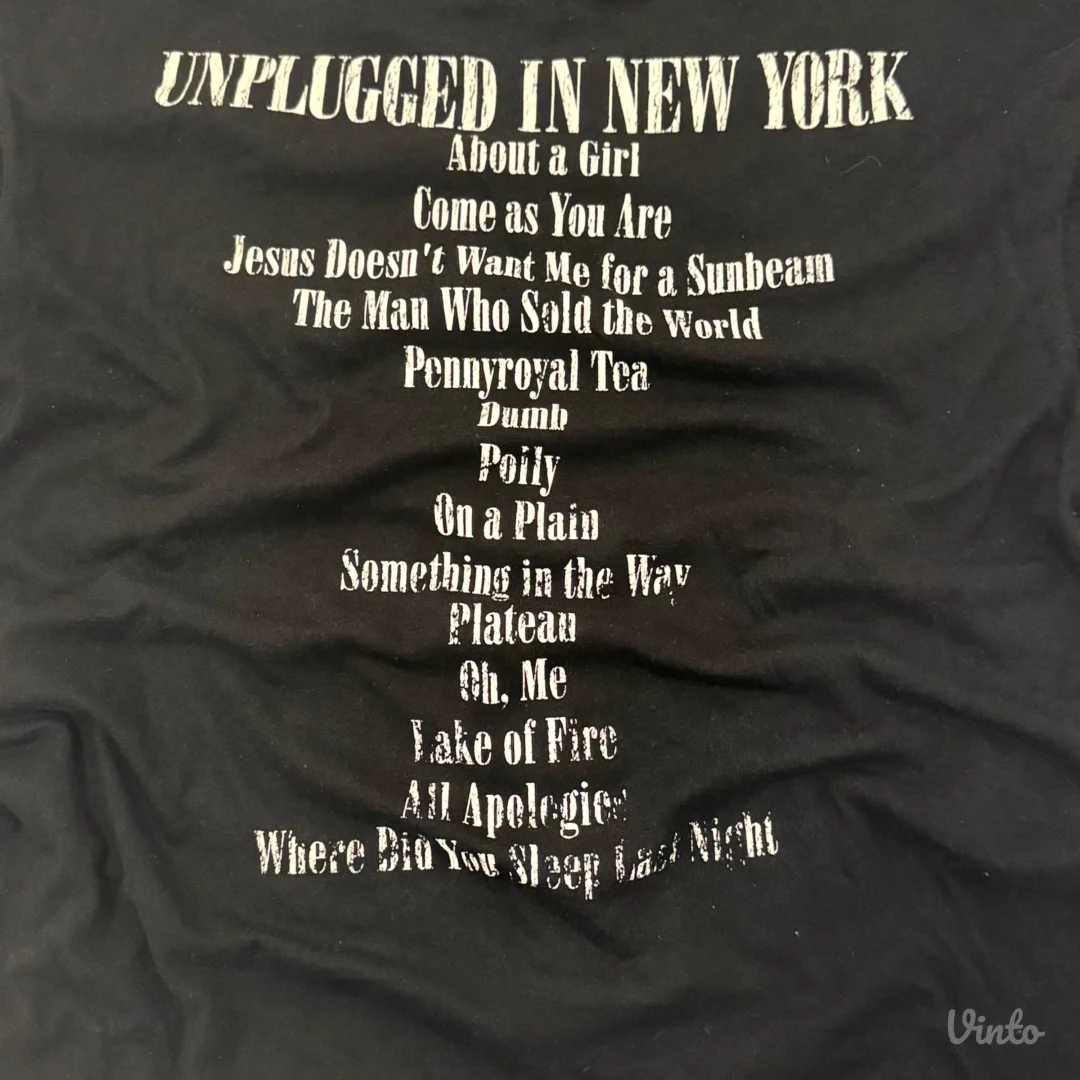 UNPLUGGED IN NEW YORK
About a Girl
Come as You Are
Jesus Doesn't Want Me for a Sunbeam
The Man Who Sold the World
Pennyroyal Tea
Dumb
Polly
On a Plain
Something in the Way
Plateau
Oh, Me
Lake of Fire
All Apologies
Where Did You Sleep Last Night
Vinto